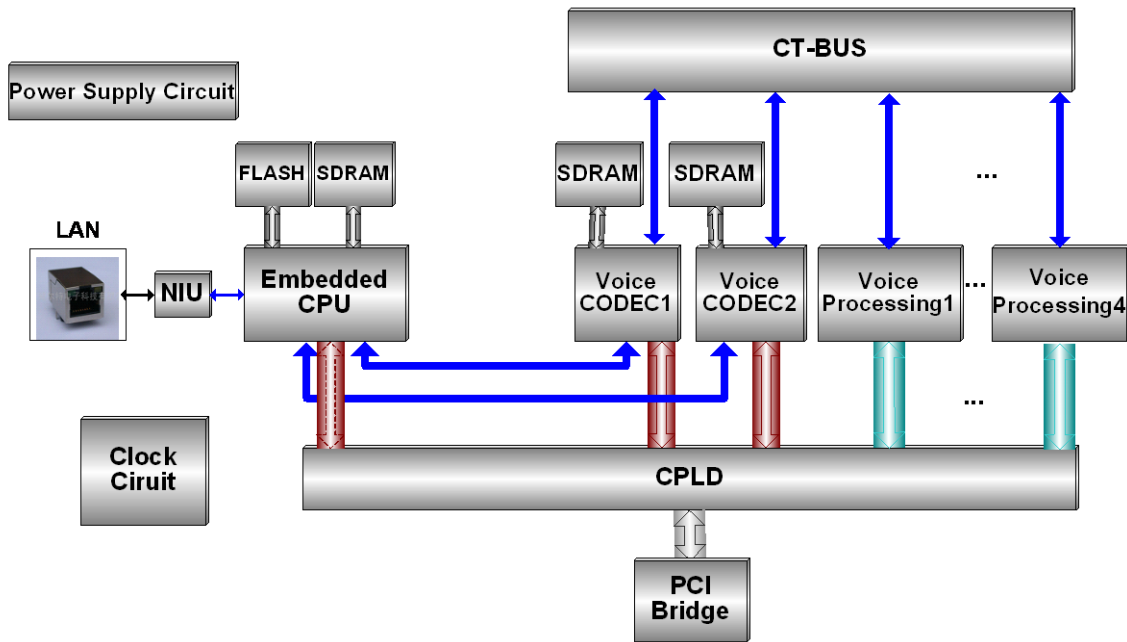 CT-BUS
Power Supply Circuit
FLASH
SDRAM
SDRAM
SDRAM
...
LAN
NIU
Embedded
CPU
Voice
CODEC1
Voice
CODEC2
Voice
Processing1
...
Voice
Processing4
...
Clock
Ciruit
CPLD
PCI
Bridge